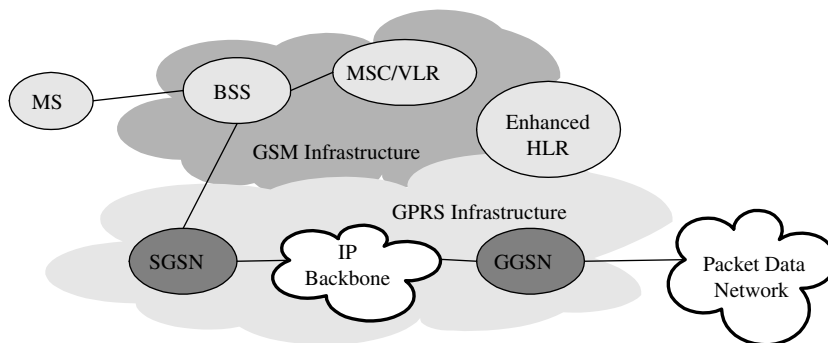 MS
BSS
MSC/VLR
Enhanced
HLR
GSM Infrastructure
GPRS Infrastructure
SGSN
IP
Backbone
GGSN
Packet Data
Network